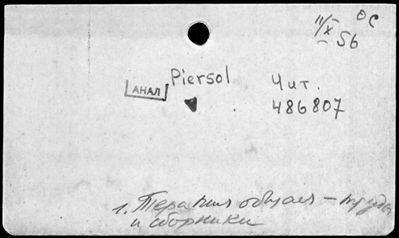 ОС
11/X 56
Piersol
АНАЛ
Чит.
486807
1. Терапия общая – труды
и сборники